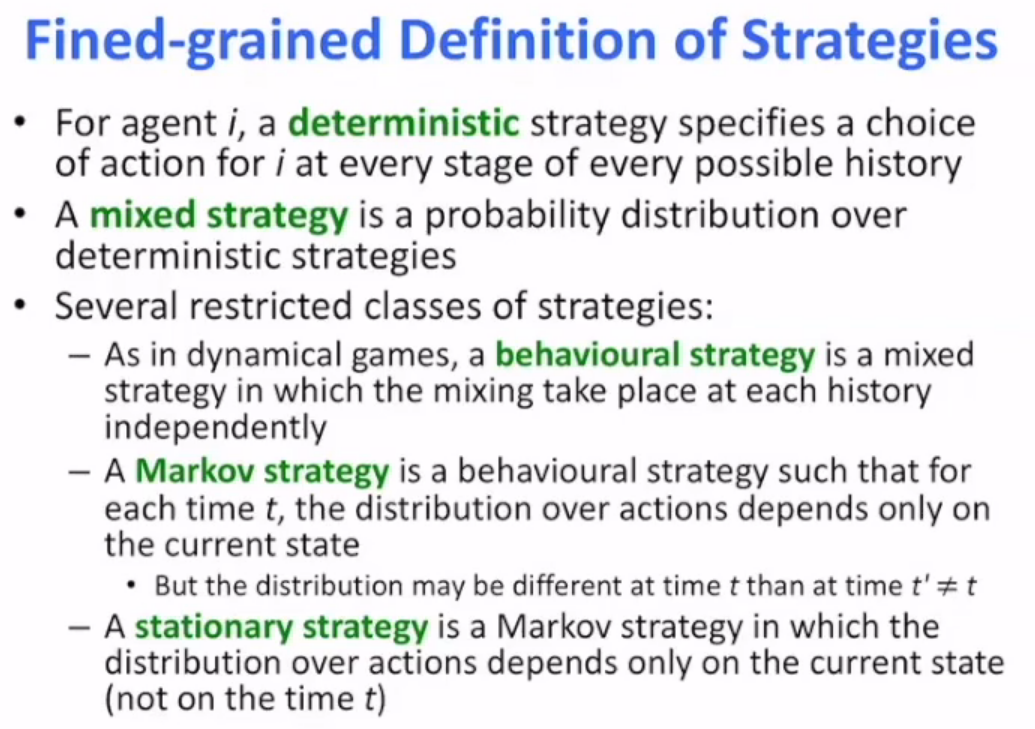 Fined-grained Definition of Strategies
• For agent i, a deterministic strategy specifies a choice
of action for i at every stage of every possible history
• A mixed strategy is a probability distribution over
deterministic strategies
• Several restricted classes of strategies:
– As in dynamical games, a behavioural strategy is a mixed
strategy in which the mixing take place at each history
independently
– A Markov strategy is a behavioural strategy such that for
each time t, the distribution over actions depends only on
the current state
• But the distribution may be different at time t than at time t' ≠ t
– A stationary strategy is a Markov strategy in which the
distribution over actions depends only on the current state
(not on the time t)